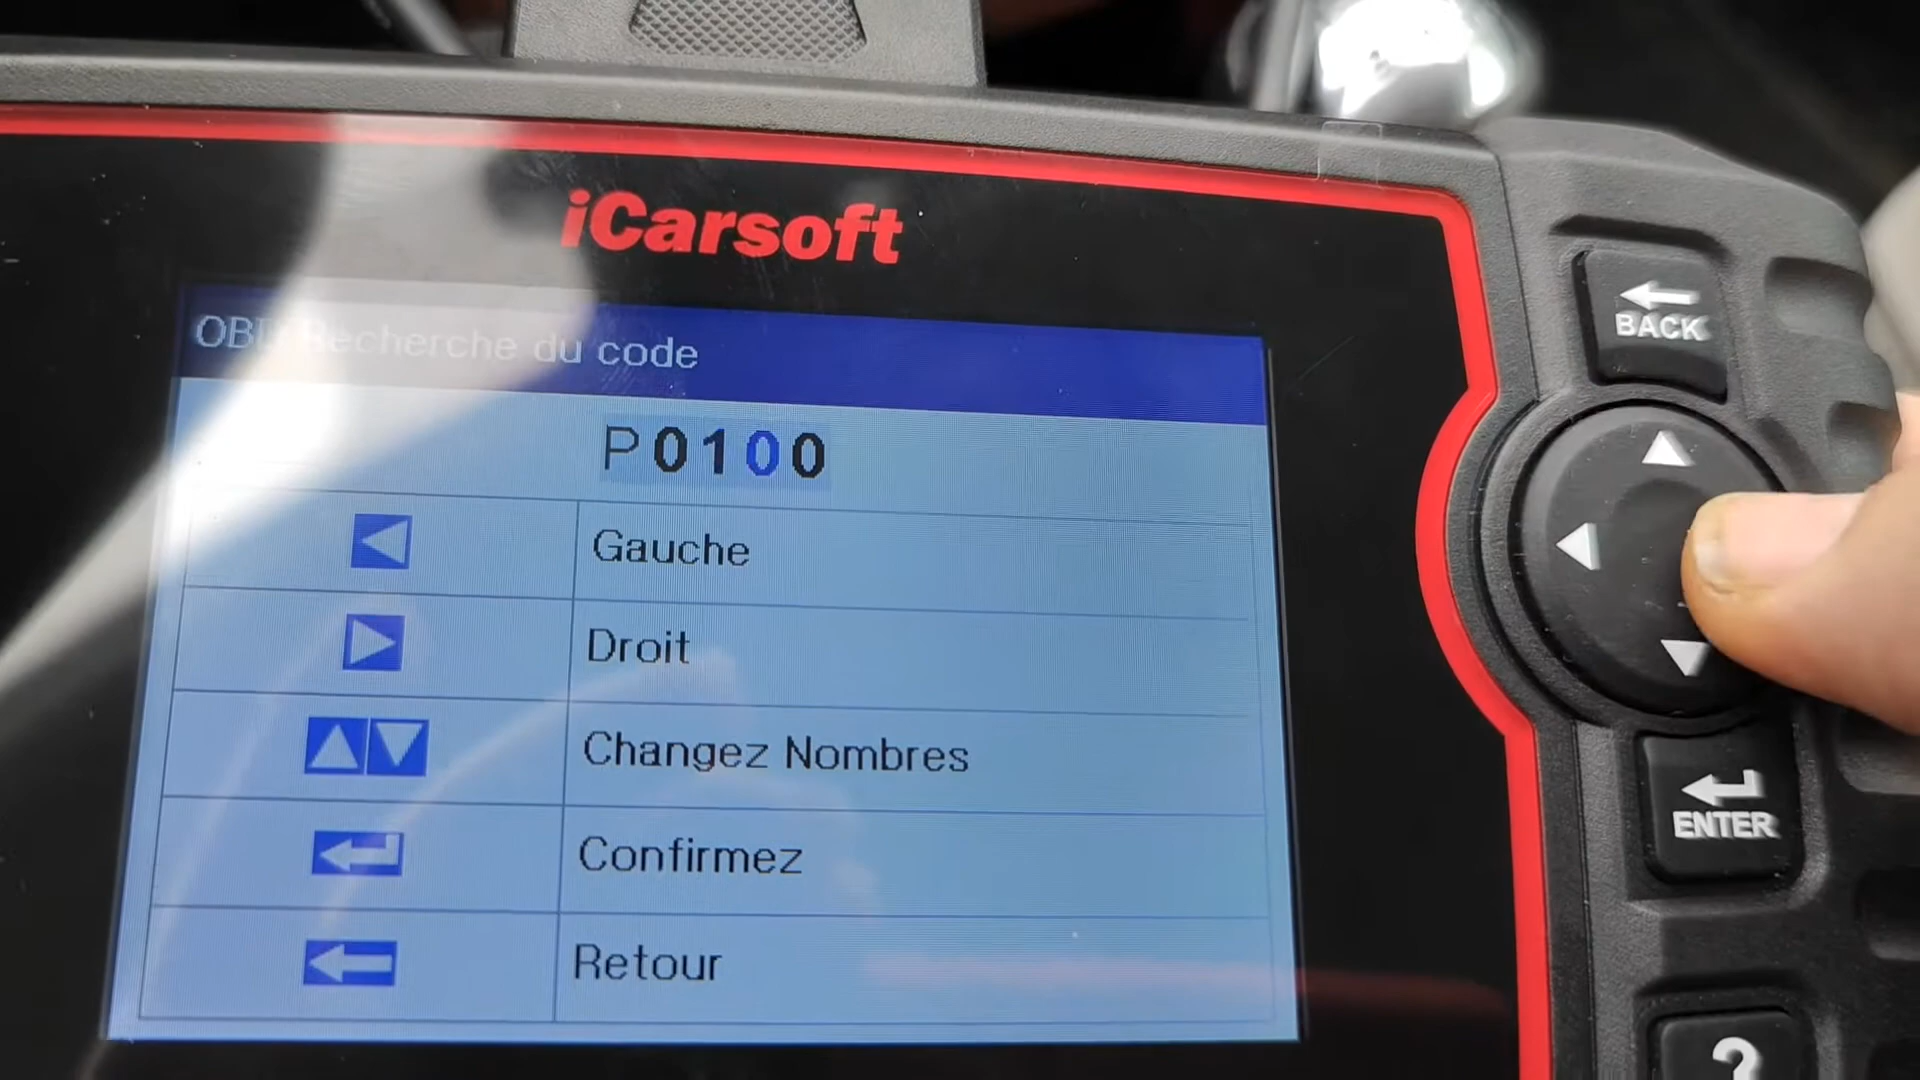 iCarsoft
OBD Recherche du code
P0100
Gauche
Droit
Changez Nombres
Confirmez
Retour
BACK
ENTER
?